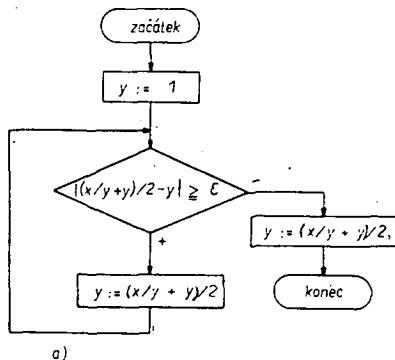 začátek
y := 1
|(x/y+y)/2-y| ≧ ε
-
+
y := (x/y + y)/2,
y := (x/y + y)/2
konec
a)